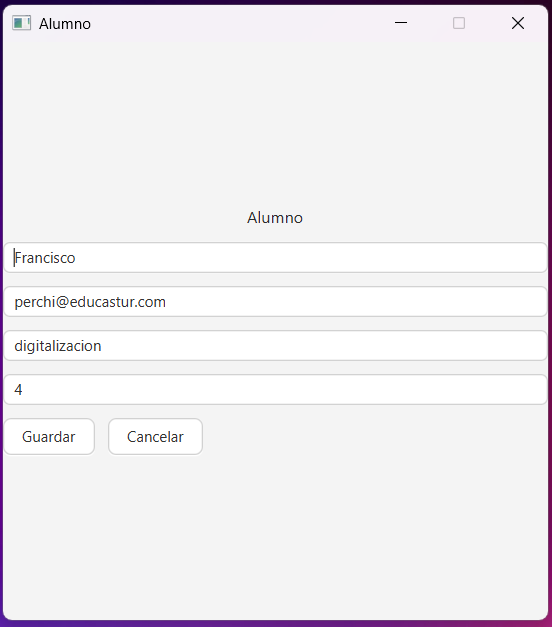 Alumno
Alumno
Francisco
perchi@educastur.com
digitalizacion
4
Guardar Cancelar